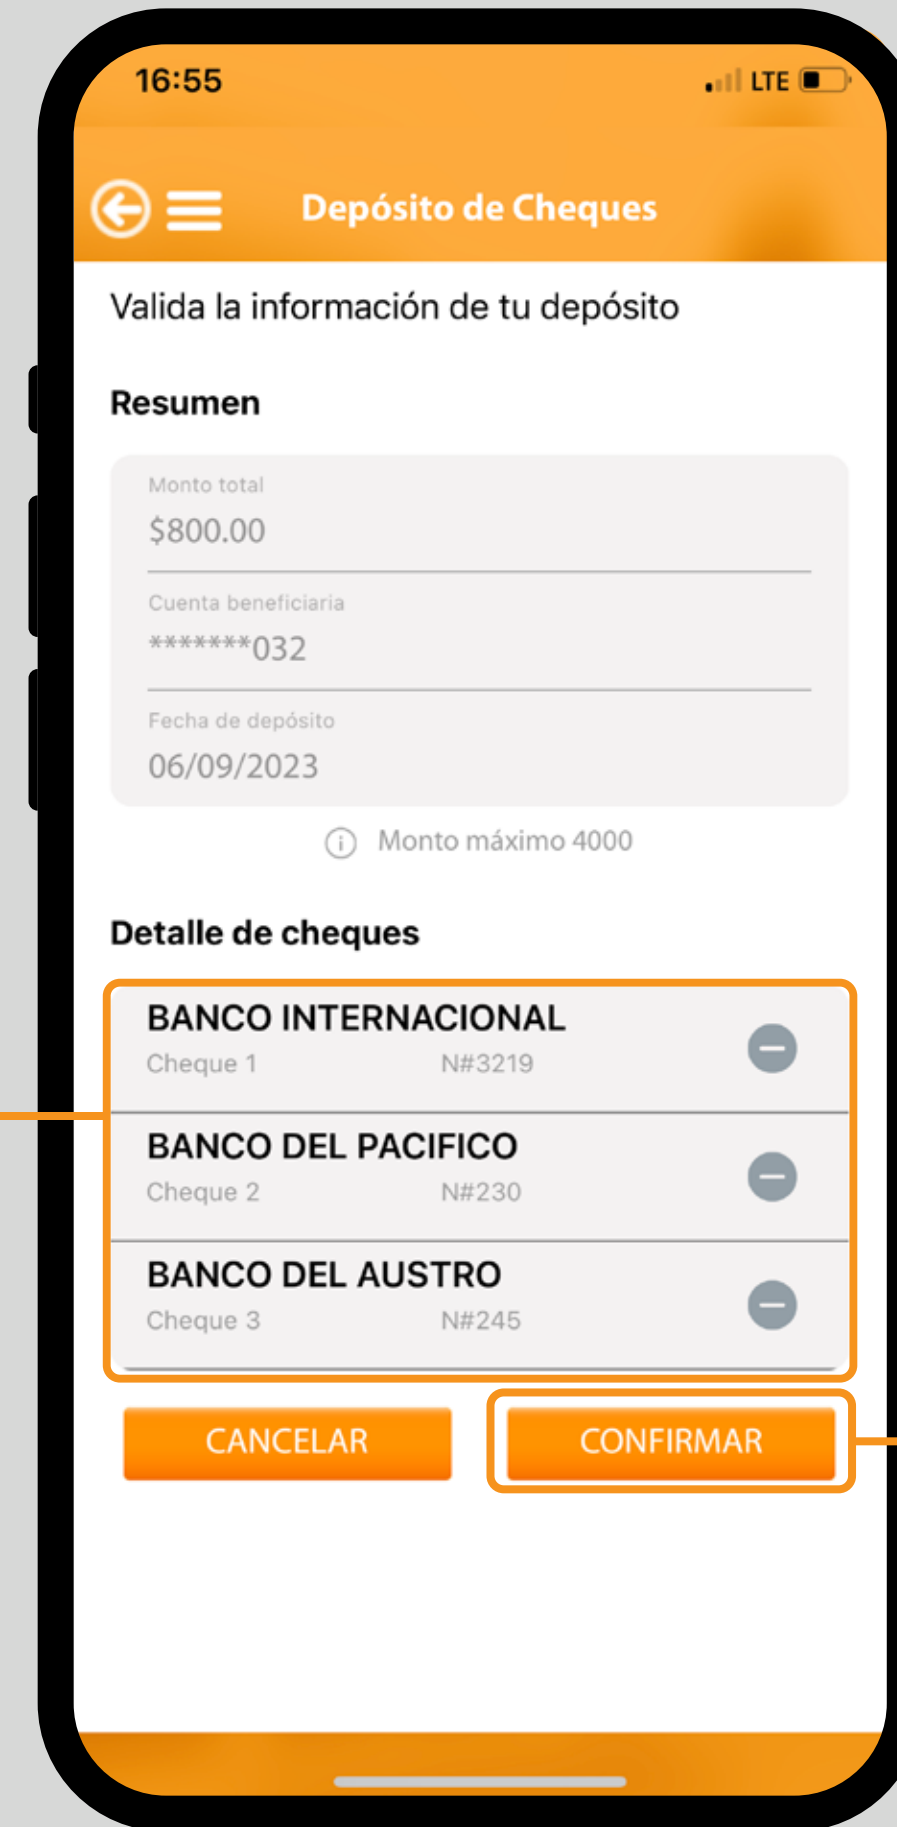 16:55 LTE
Depósito de Cheques
Valida la información de tu depósito
Resumen
Monto total
$800.00
Cuenta beneficiaria
*******032
Fecha de depósito
06/09/2023
Monto máximo 4000
Detalle de cheques
BANCO INTERNACIONAL
Cheque 1 N#3219
BANCO DEL PACIFICO
Cheque 2 N#230
BANCO DEL AUSTRO
Cheque 3 N#245
CANCELAR CONFIRMAR